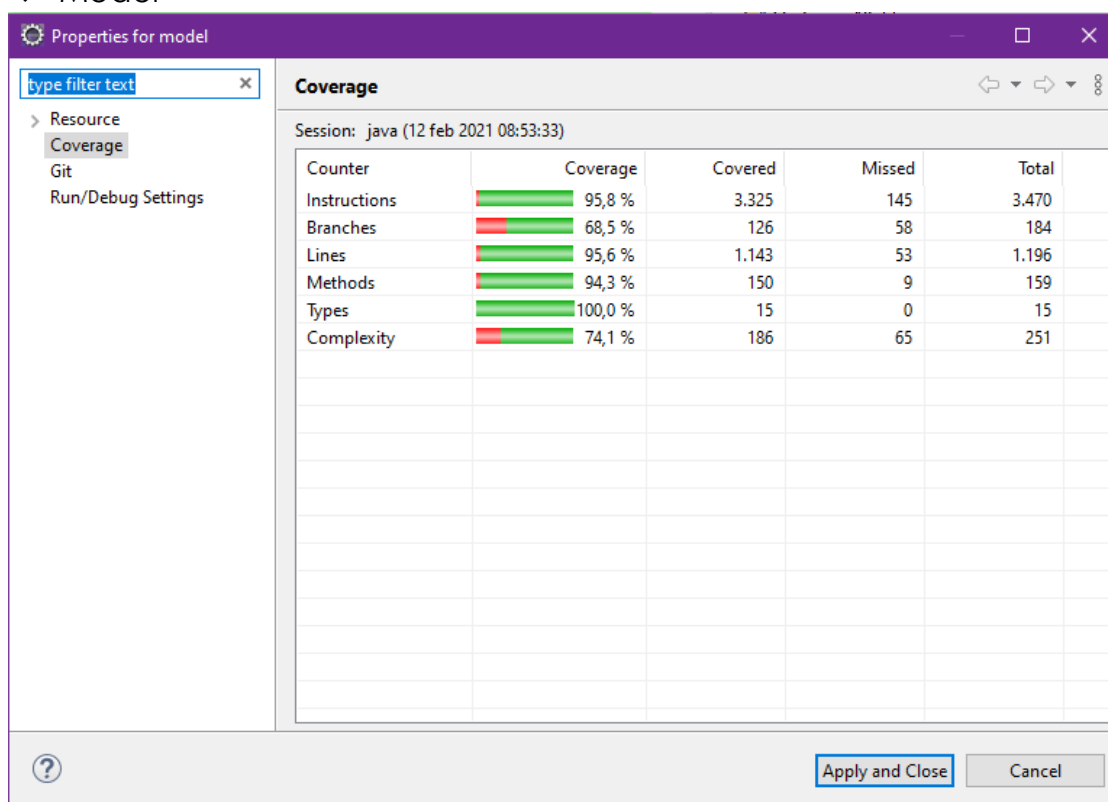 Model
Properties for model
type filter text
Resource
Coverage
Git
Run/Debug Settings
Coverage
Session: java (12 feb 2021 08:53:33)
Counter Coverage Covered Missed Total
Instructions 95,8 % 3.325 145 3.470
Branches 68,5 % 126 58 184
Lines 95,6 % 1.143 53 1.196
Methods 94,3 % 150 9 159
Types 100,0 % 15 0 15
Complexity 74,1 % 186 65 251
Apply and Close Cancel